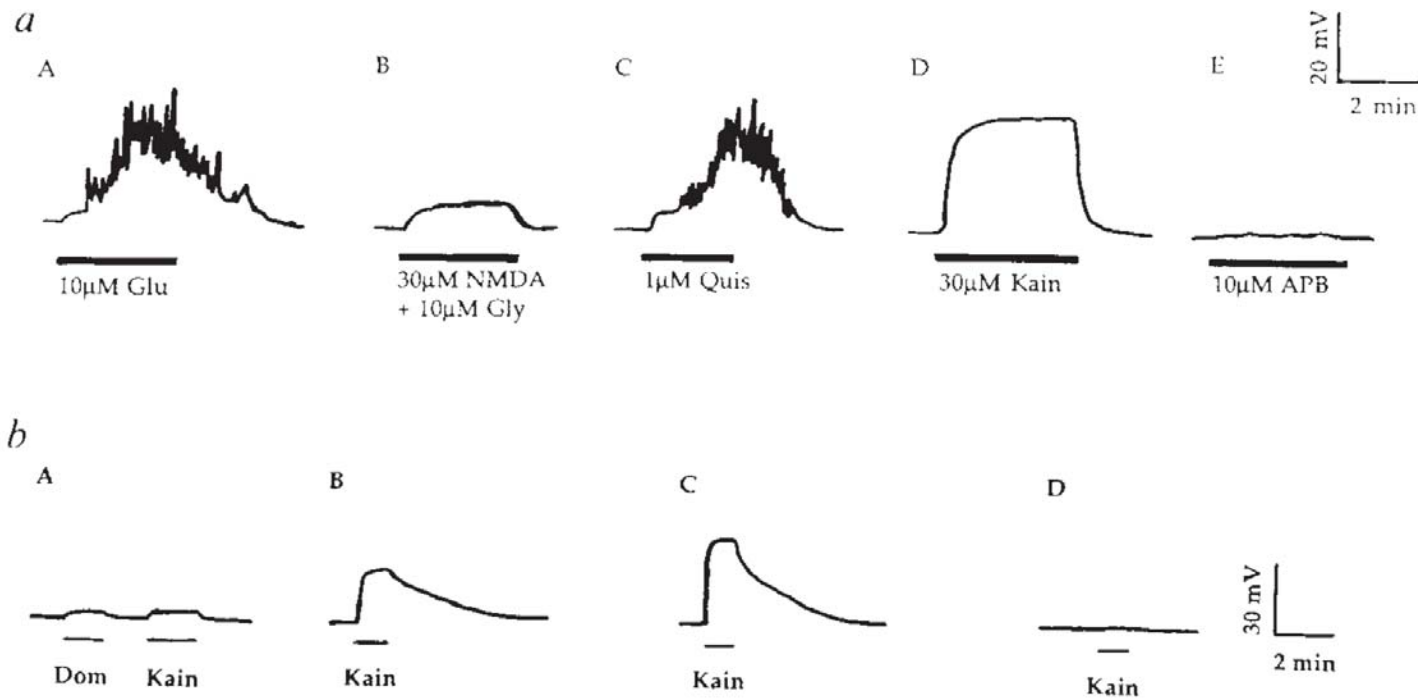 a
A
B
C
D
E
20 mV
2 min
10μM Glu
30μM NMDA
+ 10μM Gly
1μM Quis
30μM Kain
10μM APB
b
A
B
C
D
30 mV
2 min
Dom
Kain
Kain
Kain
Kain